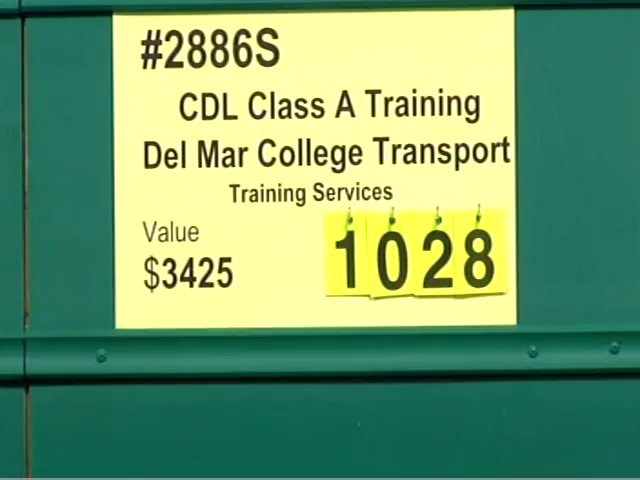 #2886S
CDL Class A Training
Del Mar College Transport
Training Services
Value
$3425
1028